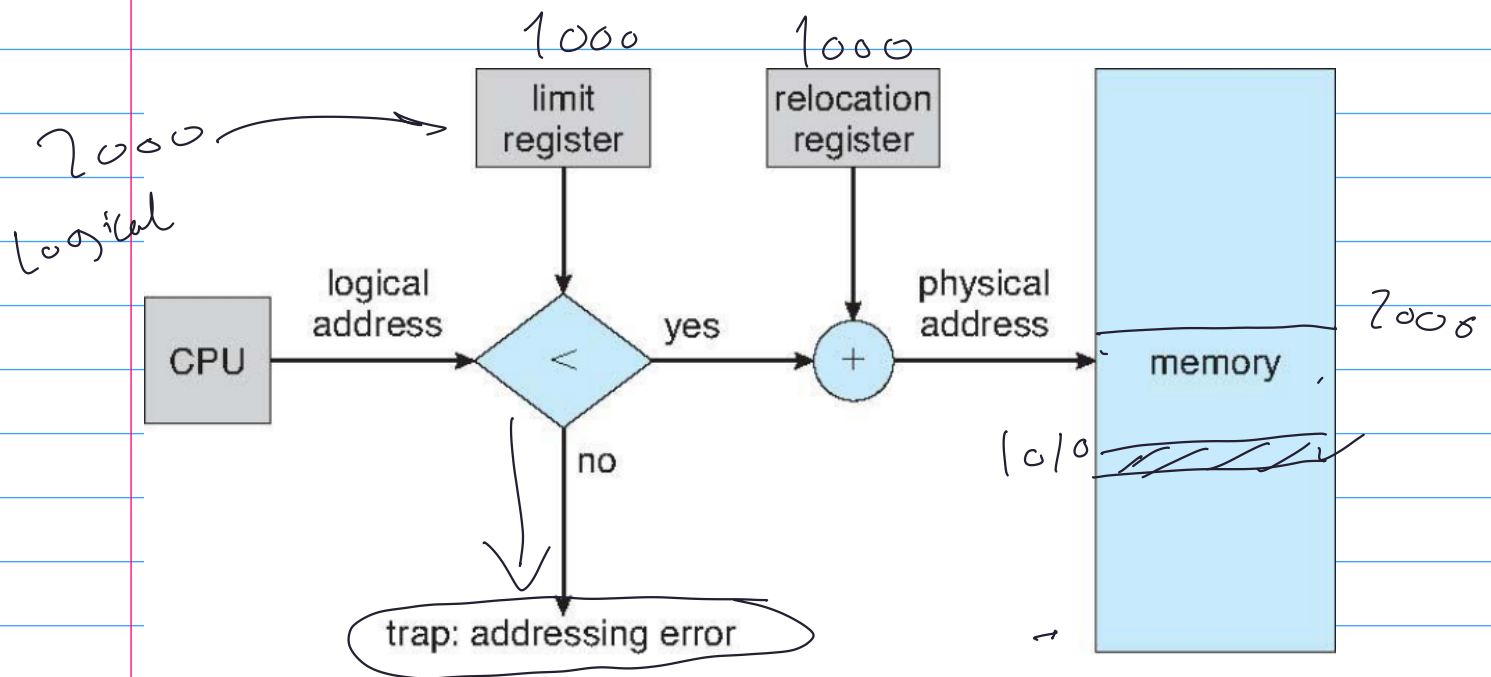 1000
1000
limit
register
relocation
register
2000
Logical
logical
address
physical
address
2000
CPU
<
yes
+
memory
no
1010
trap: addressing error